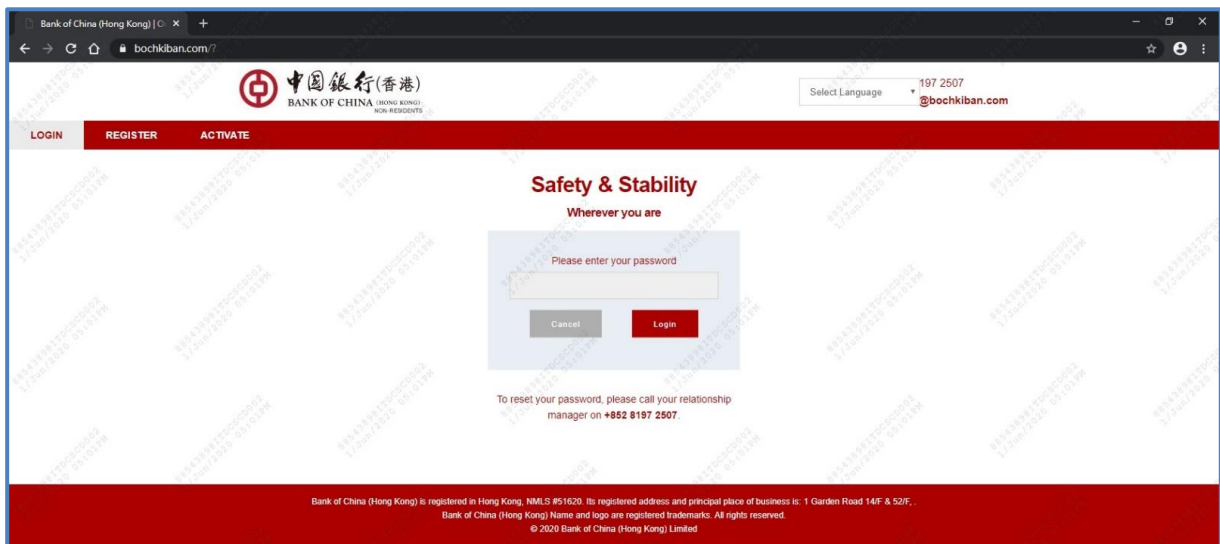 Bank of China (Hong Kong) | O
bochkiban.com/?
中国銀行(香港)
BANK OF CHINA (HONG KONG)
NON-RESIDENTS
Select Language
197 2507
@bochkiban.com
LOGIN REGISTER ACTIVATE
Safety & Stability
Wherever you are
Please enter your password
Cancel Login
To reset your password, please call your relationship
manager on +852 8197 2507.
Bank of China (Hong Kong) is registered in Hong Kong, NMLS #51620. Its registered address and principal place of business is: 1 Garden Road 14/F & 52/F, .
Bank of China (Hong Kong) Name and logo are registered trademarks. All rights reserved.
© 2020 Bank of China (Hong Kong) Limited